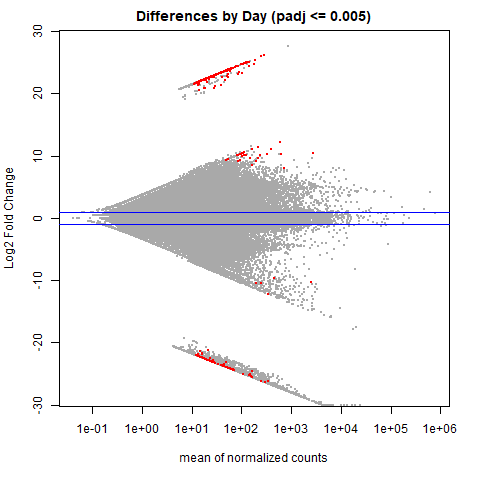 Differences by Day (padj <= 0.005)
30
20
10
0
-10
-20
-30
Log2 Fold Change
1e-01 1e+00 1e+01 1e+02 1e+03 1e+04 1e+05 1e+06
mean of normalized counts